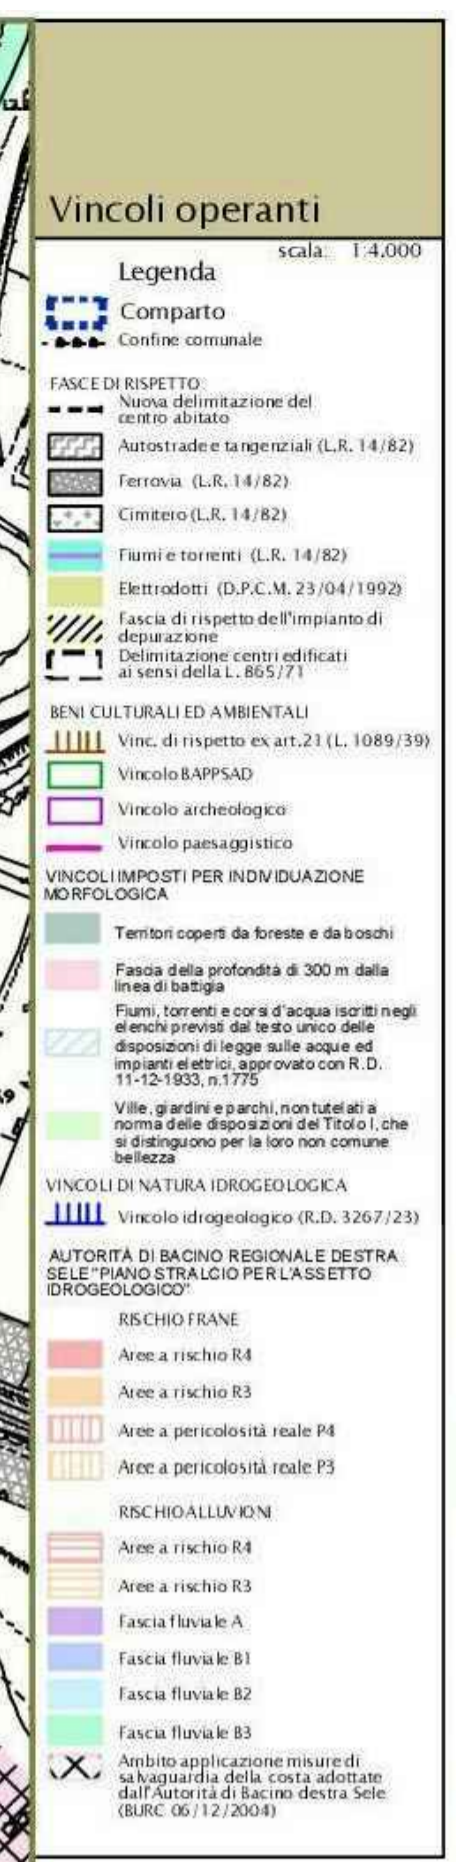 Vincoli operanti
scala: 1:4.000
Legenda
Comparto
Confine comunale
FASCE DI RISPETTO
Nuova delimitazione del
centro abitato
Autostrade e tangenziali (L.R. 14/82)
Ferrovia (L.R. 14/82)
Cimitero (L.R. 14/82)
Fiumi e torrenti (L.R. 14/82)
Elettrodotti (D.P.C.M. 23/04/1992)
Fascia di rispetto dell'impianto di
depurazione
Delimitazione centri edificati
ai sensi della L. 865/71
BENI CULTURALI ED AMBIENTALI
Vinc. di rispetto ex art.21 (L. 1089/39)
Vincolo BAPPSAD
Vincolo archeologico
Vincolo paesaggistico
VINCOLI IMPOSTI PER INDIVIDUAZIONE
MORFOLOGICA
Territori coperti da foreste e da boschi
Fascia della profondità di 300 m dalla
linea di battigia
Fiumi, torrenti e corsi d'acqua iscritti negli
elenchi previsti dal testo unico delle
disposizioni di legge sulle acque ed
impianti elettrici, approvato con R.D.
11-12-1933, n.1775
Ville, giardini e parchi, non tutelati a
norma delle disposizioni del Titolo I, che
si distinguono per la loro non comune
bellezza
VINCOLI DI NATURA IDROGEOLOGICA
Vincolo idrogeologico (R.D. 3267/23)
AUTORITÀ DI BACINO REGIONALE DESTRA
SELE "PIANO STRALCIO PER L'ASSETTO
IDROGEOLOGICO"
RISCHIO FRANE
Aree a rischio R4
Aree a rischio R3
Aree a pericolosità reale P4
Aree a pericolosità reale P3
RISCHIO ALLUVIONI
Aree a rischio R4
Aree a rischio R3
Fascia fluviale A
Fascia fluviale B1
Fascia fluviale B2
Fascia fluviale B3
Ambito applicazione misure di
salvaguardia della costa adottate
dall'Autorità di Bacino destra Sele
(BURC 06/12/2004)